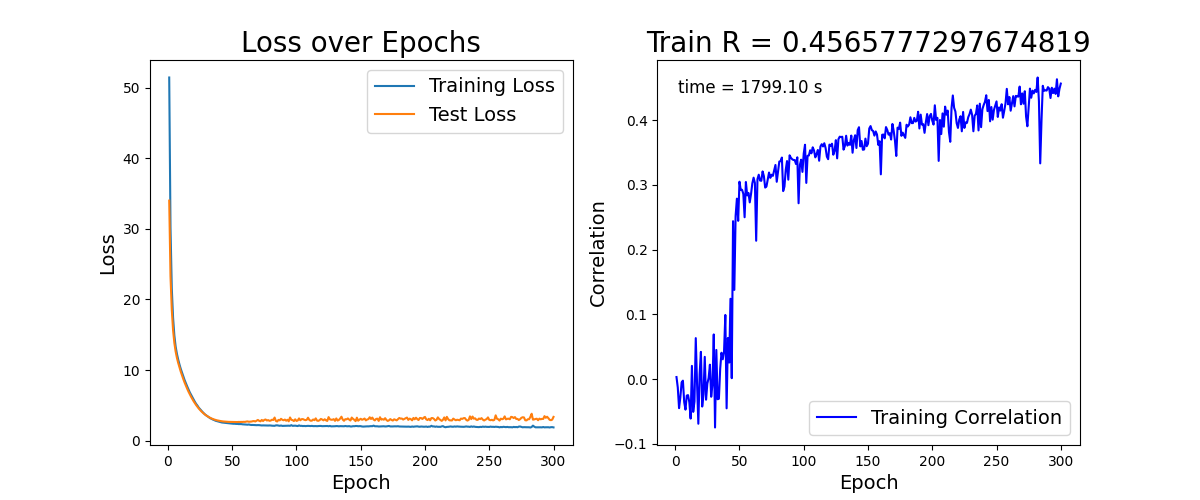 Loss over Epochs
Training Loss
Test Loss
50
40
30
20
10
0
Loss
0 50 100 150 200 250 300
Epoch
Train R = 0.4565777297674819
time = 1799.10 s
0.4
0.3
0.2
0.1
0.0
−0.1
Correlation
Training Correlation
0 50 100 150 200 250 300
Epoch